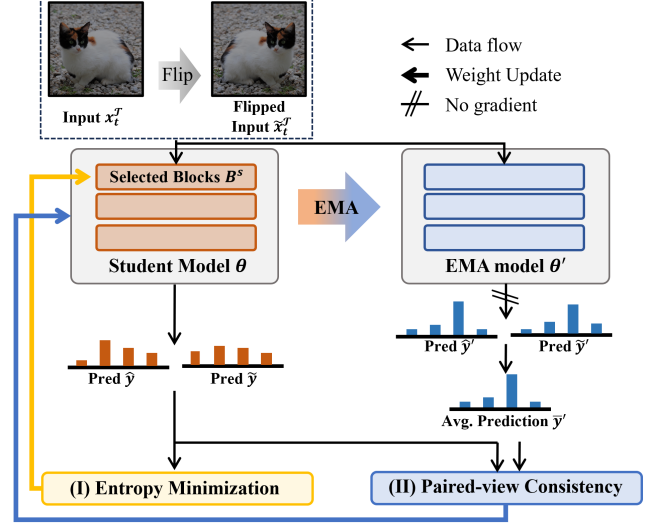 Flip
Input x_t^𝒯
Flipped
Input x̃_t^𝒯
Data flow
Weight Update
No gradient
Selected Blocks B^s
Student Model θ
EMA
EMA model θ′
Pred ŷ
Pred ỹ
Pred ŷ′
Pred ỹ′
Avg. Prediction y̅′
(I) Entropy Minimization
(II) Paired-view Consistency